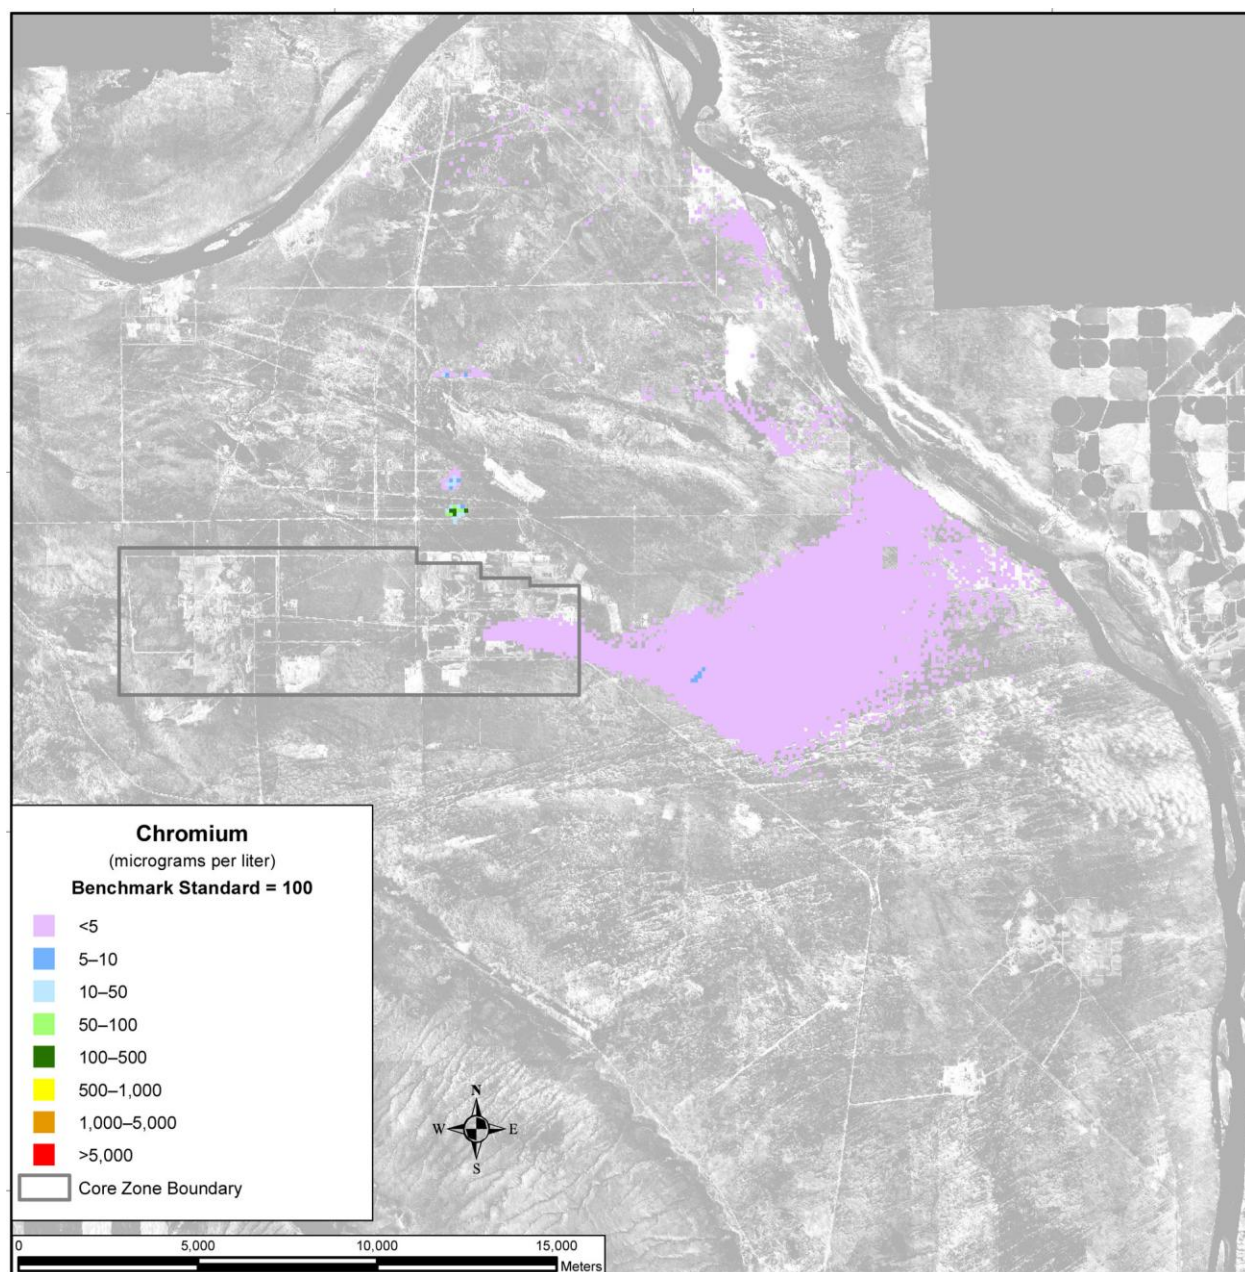 Chromium
(micrograms per liter)
Benchmark Standard = 100
<5
5–10
10–50
50–100
100–500
500–1,000
1,000–5,000
>5,000
Core Zone Boundary
N
W E
S
0 5,000 10,000 15,000
Meters